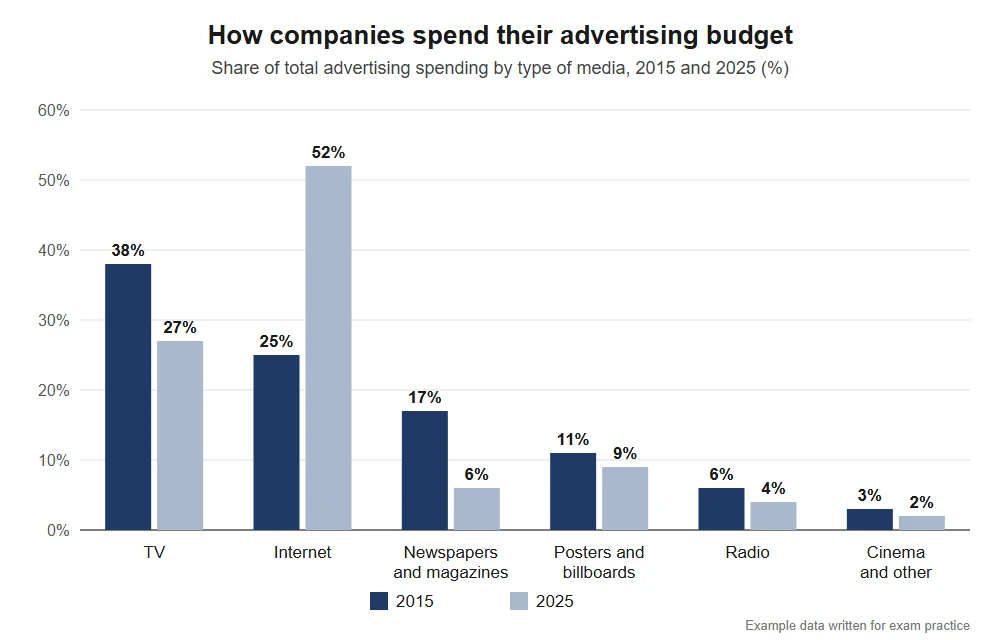 How companies spend their advertising budget
Share of total advertising spending by type of media, 2015 and 2025 (%)
60%
50%
40%
30%
20%
10%
0%
38%
27%
25%
52%
17%
6%
11%
9%
6%
4%
3%
2%
TV
Internet
Newspapers
and magazines
Posters and
billboards
Radio
Cinema
and other
2015
2025
Example data written for exam practice